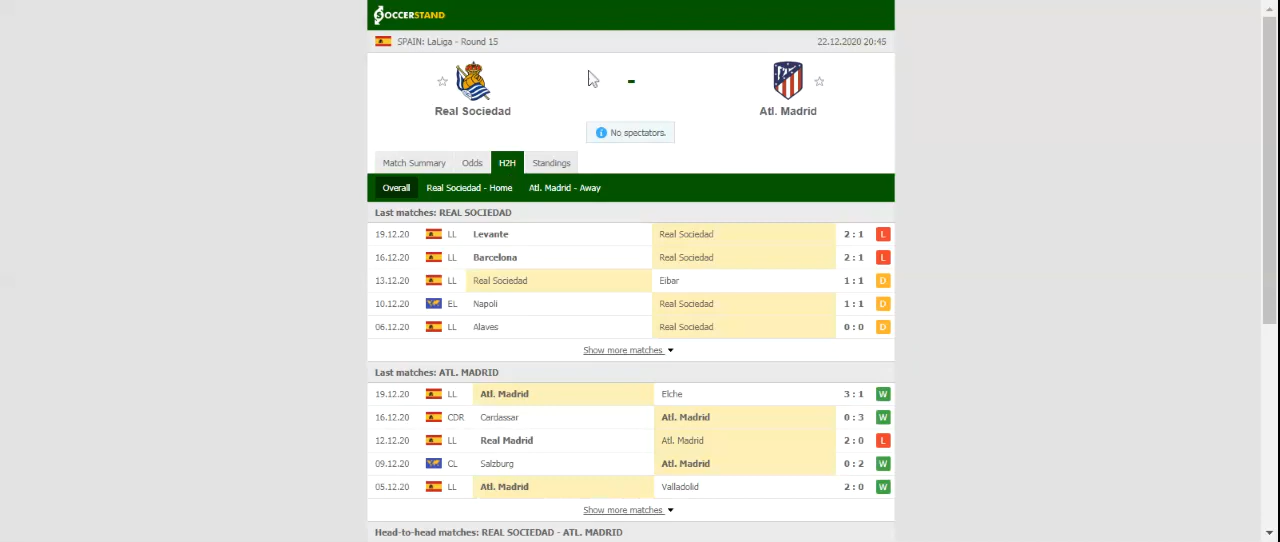 SOCCERSTAND
SPAIN: LaLiga - Round 15 22.12.2020 20:45
-
Real Sociedad Atl. Madrid
No spectators.
Match Summary Odds H2H Standings
Overall Real Sociedad - Home Atl. Madrid - Away
Last matches: REAL SOCIEDAD
19.12.20 LL Levante Real Sociedad 2 : 1 L
16.12.20 LL Barcelona Real Sociedad 2 : 1 L
13.12.20 LL Real Sociedad Eibar 1 : 1 D
10.12.20 EL Napoli Real Sociedad 1 : 1 D
06.12.20 LL Alaves Real Sociedad 0 : 0 D
Show more matches
Last matches: ATL. MADRID
19.12.20 LL Atl. Madrid Elche 3 : 1 W
16.12.20 CDR Cardassar Atl. Madrid 0 : 3 W
12.12.20 LL Real Madrid Atl. Madrid 2 : 0 L
09.12.20 CL Salzburg Atl. Madrid 0 : 2 W
05.12.20 LL Atl. Madrid Valladolid 2 : 0 W
Show more matches
Head-to-head matches: REAL SOCIEDAD - ATL. MADRID